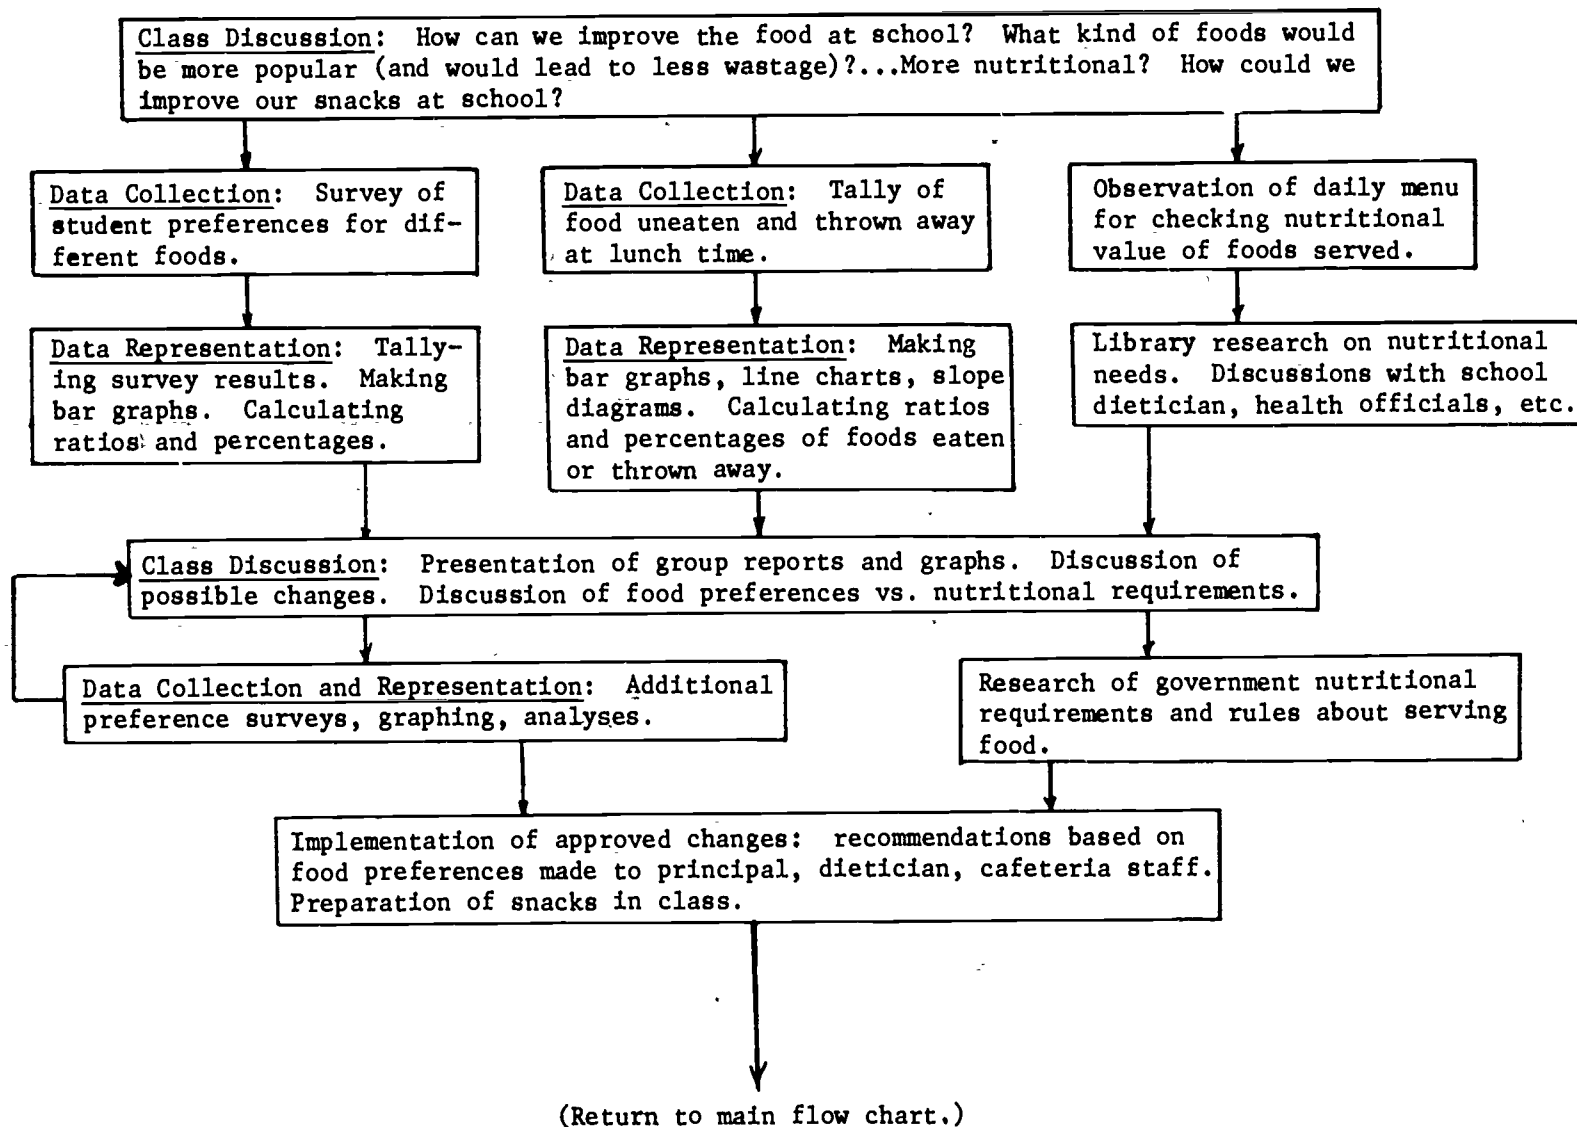 Class Discussion: How can we improve the food at school? What kind of foods would
be more popular (and would lead to less wastage)?...More nutritional? How could we
improve our snacks at school?
Data Collection: Survey of
student preferences for dif-
ferent foods.
Data Collection: Tally of
food uneaten and thrown away
at lunch time.
Observation of daily menu
for checking nutritional
value of foods served.
Data Representation: Tally-
ing survey results. Making
bar graphs. Calculating
ratios and percentages.
Data Representation: Making
bar graphs, line charts, slope
diagrams. Calculating ratios
and percentages of foods eaten
or thrown away.
Library research on nutritional
needs. Discussions with school
dietician, health officials, etc.
Class Discussion: Presentation of group reports and graphs. Discussion of
possible changes. Discussion of food preferences vs. nutritional requirements.
Data Collection and Representation: Additional
preference surveys, graphing, analyses.
Research of government nutritional
requirements and rules about serving
food.
Implementation of approved changes: recommendations based on
food preferences made to principal, dietician, cafeteria staff.
Preparation of snacks in class.
(Return to main flow chart.)